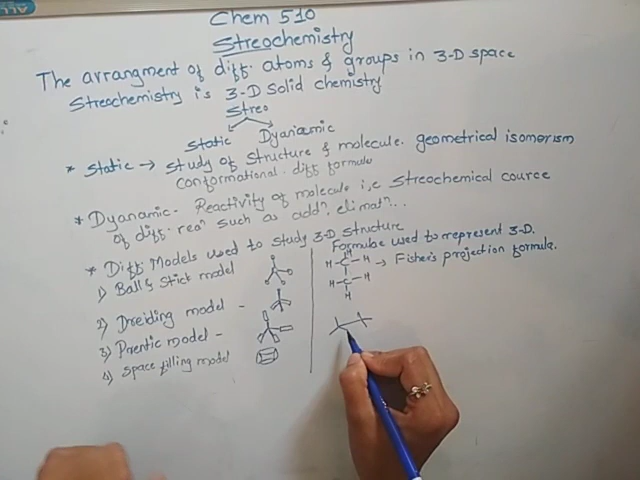 Chem 510
Streochemistry
The arrangment of diff. atoms & groups in 3-D space
Streochemistry is 3-D Solid chemistry
Streo
Static Dyanamic
* Static → Study of structure & molecule. geometrical isomerism
conformational. diff formula
* Dyanamic. Reactivity of molecule i,e Streochemical cource
of diff. rea^n such as add^n, elimat^n...
* Diff Models used to study 3-D structure
1) Ball & stick model
2) Dreiding model -
3) Prentic model -
4) space filling model
Formulae used to represent 3-D.
H
H-C-H → Fisher's projection formula.
H-C-H
H